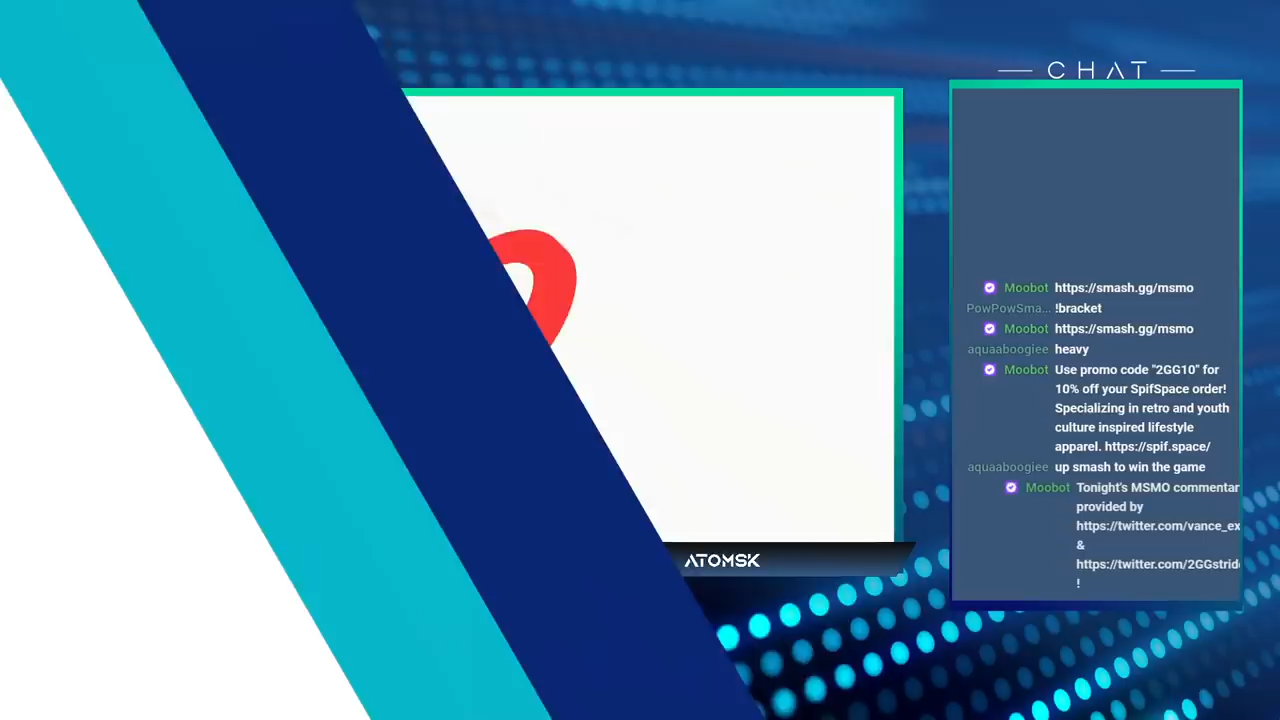 CHAT
Moobot https://smash.gg/msmo
PowPowSma... !bracket
Moobot https://smash.gg/msmo
aquaaboogiee heavy
Moobot Use promo code "2GG10" for
10% off your SpifSpace order!
Specializing in retro and youth
culture inspired lifestyle
apparel. https://spif.space/
aquaaboogiee up smash to win the game
Moobot Tonight's MSMO commentar
provided by
https://twitter.com/vance_ex
&
https://twitter.com/2GGstrid
!
ATOMSK